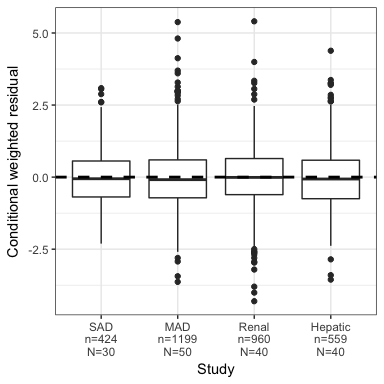 Conditional weighted residual
5.0
2.5
0.0
-2.5
SAD MAD Renal Hepatic
n=424 n=1199 n=960 n=559
N=30 N=50 N=40 N=40
Study